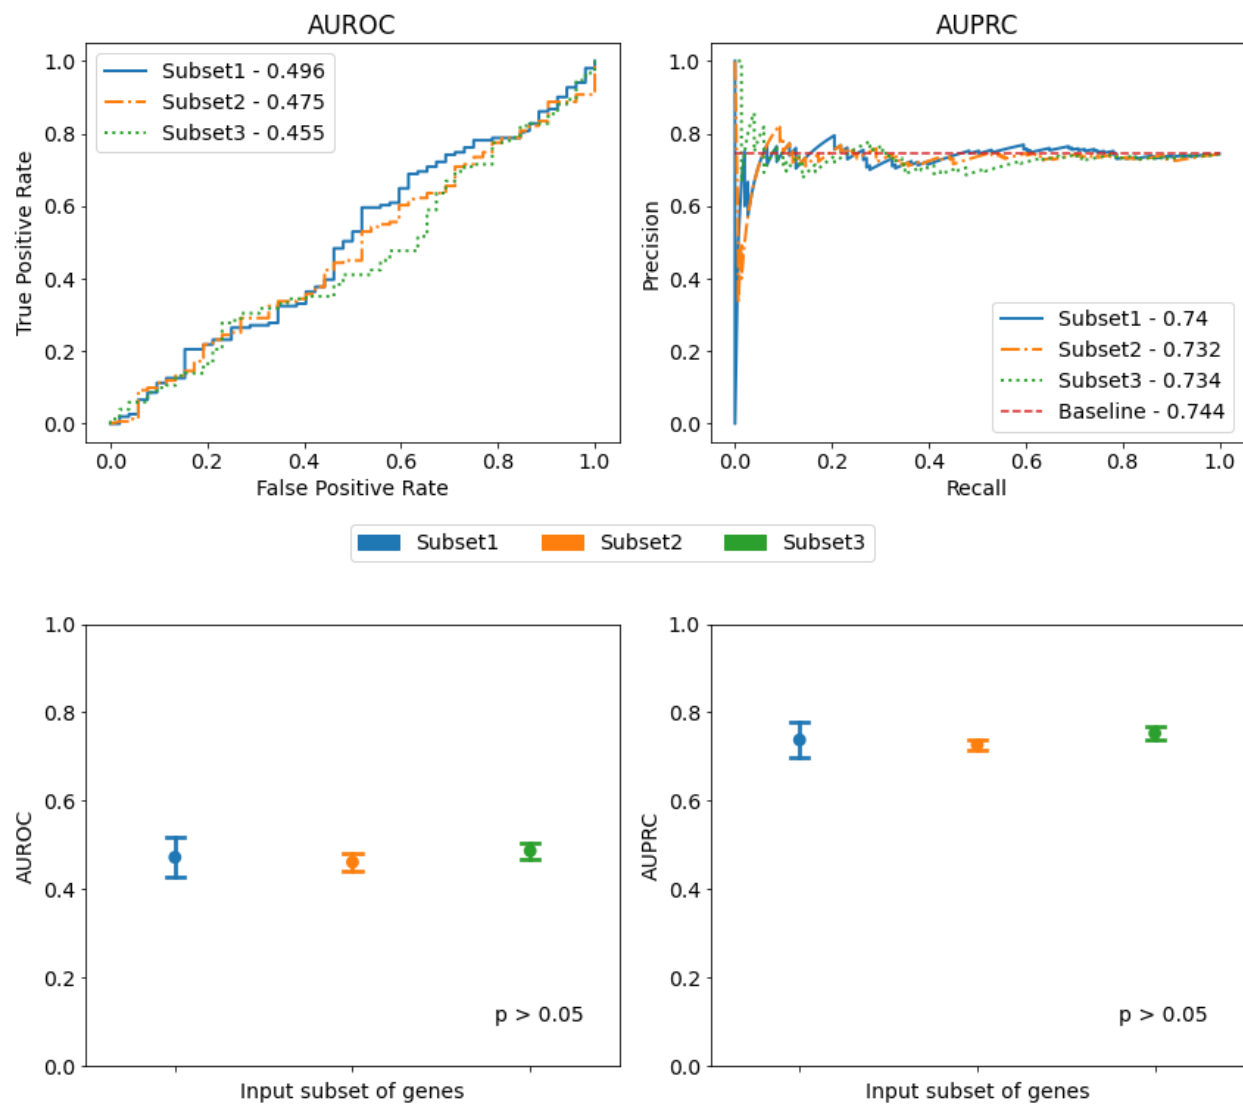 AUROC
AUPRC
Subset1 - 0.496
Subset2 - 0.475
Subset3 - 0.455
True Positive Rate
1.0
0.8
0.6
0.4
0.2
0.0
0.0 0.2 0.4 0.6 0.8 1.0
False Positive Rate
Precision
1.0
0.8
0.6
0.4
0.2
0.0
Subset1 - 0.74
Subset2 - 0.732
Subset3 - 0.734
Baseline - 0.744
0.0 0.2 0.4 0.6 0.8 1.0
Recall
Subset1 Subset2 Subset3
AUROC
1.0
0.8
0.6
0.4
0.2
0.0
p > 0.05
Input subset of genes
AUPRC
1.0
0.8
0.6
0.4
0.2
0.0
p > 0.05
Input subset of genes